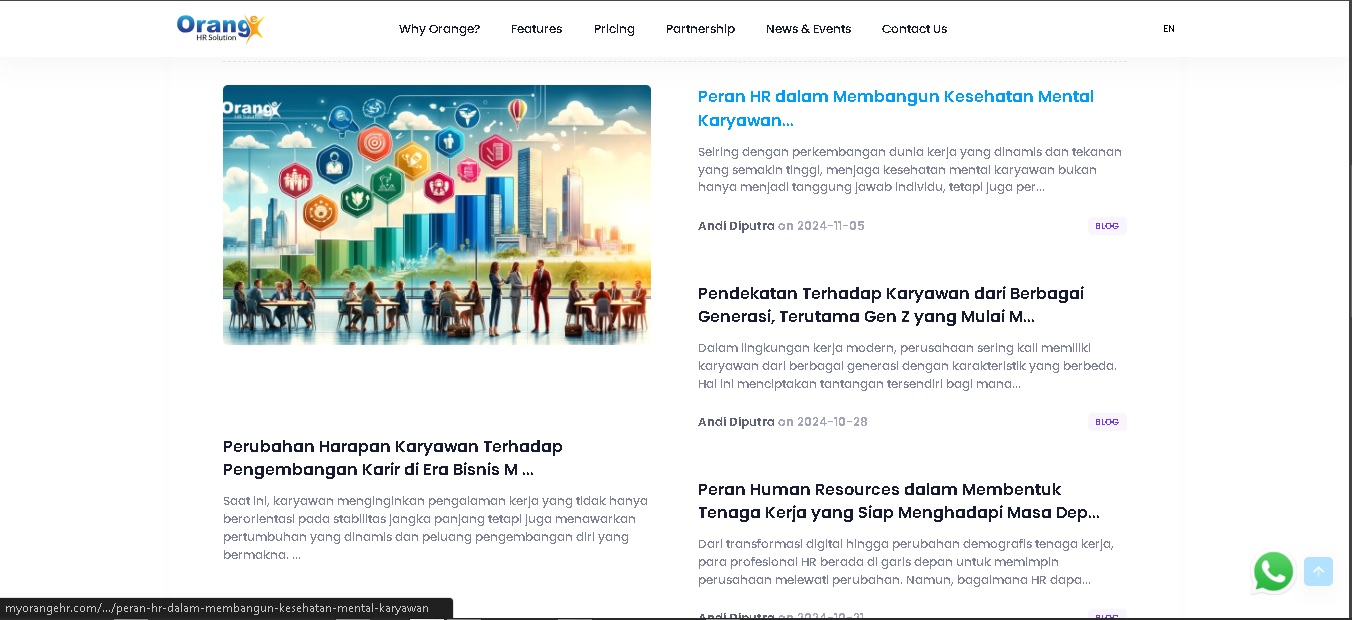 Orang
HR Solution
Why Orange?
Features
Pricing
Partnership
News & Events
Contact Us
EN
Orang
HR Solution
Perubahan Harapan Karyawan Terhadap
Pengembangan Karir di Era Bisnis M ...
Saat ini, karyawan menginginkan pengalaman kerja yang tidak hanya
berorientasi pada stabilitas jangka panjang tetapi juga menawarkan
pertumbuhan yang dinamis dan peluang pengembangan diri yang
bermakna. ...
Peran HR dalam Membangun Kesehatan Mental
Karyawan...
Seiring dengan perkembangan dunia kerja yang dinamis dan tekanan
yang semakin tinggi, menjaga kesehatan mental karyawan bukan
hanya menjadi tanggung jawab individu, tetapi juga per...
Andi Diputra on 2024-11-05
BLOG
Pendekatan Terhadap Karyawan dari Berbagai
Generasi, Terutama Gen Z yang Mulai M...
Dalam lingkungan kerja modern, perusahaan sering kali memiliki
karyawan dari berbagai generasi dengan karakteristik yang berbeda.
Hal ini menciptakan tantangan tersendiri bagi mana...
Andi Diputra on 2024-10-28
BLOG
Peran Human Resources dalam Membentuk
Tenaga Kerja yang Siap Menghadapi Masa Dep...
Dari transformasi digital hingga perubahan demografis tenaga kerja,
para profesional HR berada di garis depan untuk memimpin
perusahaan melewati perubahan. Namun, bagaimana HR dapa...
Andi Diputra on 2024-10-21
BLOG
myorangehr.com/.../peran-hr-dalam-membangun-kesehatan-mental-karyawan